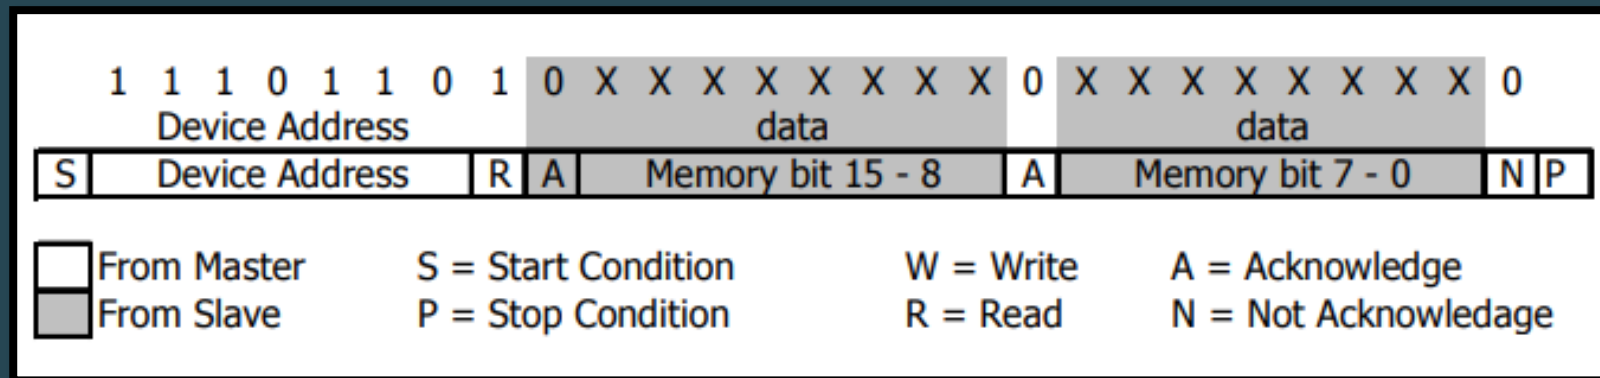 1 1 1 0 1 1 0 1 0 X X X X X X X X 0 X X X X X X X X 0
Device Address data data
S Device Address R A Memory bit 15 - 8 A Memory bit 7 - 0 N P
From Master S = Start Condition W = Write A = Acknowledge
From Slave P = Stop Condition R = Read N = Not Acknowledage